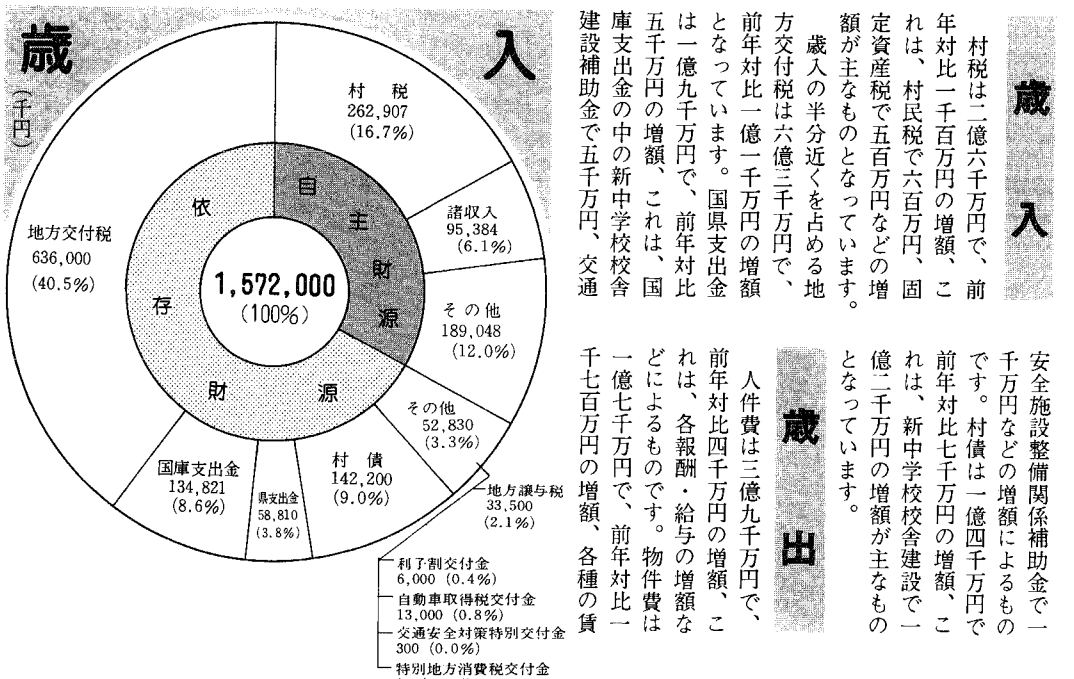 歳入
村税は二億六千万円で、前
年対比一千百万円の増額、こ
れは、村民税で六百万円、固
定資産税で五百万円などの増
額が主なものとなっています。
歳入の半分近くを占める地
方交付税は六億三千万円で、
前年対比一億一千万円の増額
となっています。国県支出金
は一億九千万円で、前年対比
五千万円の増額、これは、国
庫支出金の中の新中学校校舎
建設補助金で五千万円、交通
安全施設整備関係補助金で一
千万円などの増額によるもの
です。村債は一億四千万円で
前年対比七千万円の増額、こ
れは、新中学校校舎建設で一
億二千万円の増額が主なもの
となっています。
歳出
人件費は三億九千万円で、
前年対比四千万円の増額、こ
れは、各報酬・給与の増額な
どによるものです。物件費は
一億七千万円で、前年対比一
千七百万円の増額、各種の賃
歳入
(千円)
村税
262,907
(16.7%)
諸収入
95,384
(6.1%)
その他
189,048
(12.0%)
その他
52,830
(3.3%)
地方譲与税
33,500
(2.1%)
利子割交付金
6,000 (0.4%)
自動車取得税交付金
13,000 (0.8%)
交通安全対策特別交付金
300 (0.0%)
特別地方消費税交付金
村債
142,200
(9.0%)
県支出金
58,810
(3.8%)
国庫支出金
134,821
(8.6%)
地方交付税
636,000
(40.5%)
自主財源
依存財源
1,572,000
(100%)